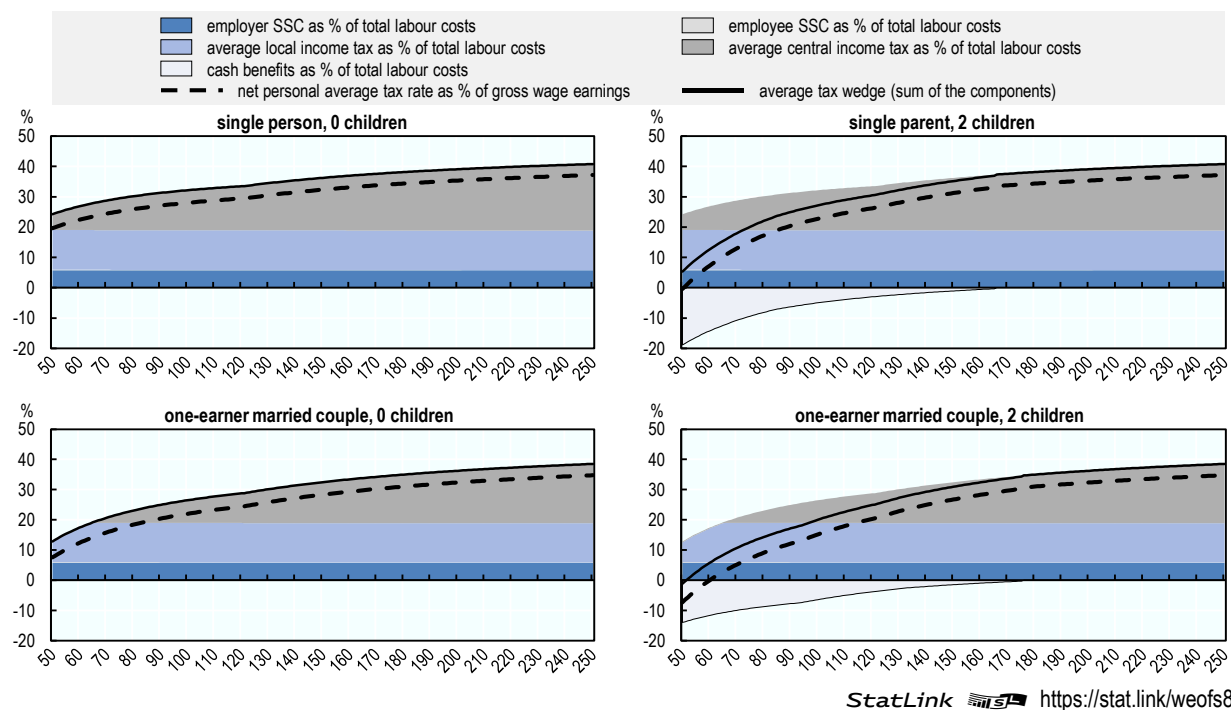 employer SSC as % of total labour costs employee SSC as % of total labour costs
average local income tax as % of total labour costs average central income tax as % of total labour costs
cash benefits as % of total labour costs
net personal average tax rate as % of gross wage earnings average tax wedge (sum of the components)
% single person, 0 children
50
40
30
20
10
0
-10
-20
50 60 70 80 90 100 110 120 130 140 150 160 170 180 190 200 210 220 230 240 250
% single parent, 2 children
50
40
30
20
10
0
-10
-20
50 60 70 80 90 100 110 120 130 140 150 160 170 180 190 200 210 220 230 240 250
% one-earner married couple, 0 children
50
40
30
20
10
0
-10
-20
50 60 70 80 90 100 110 120 130 140 150 160 170 180 190 200 210 220 230 240 250
% one-earner married couple, 2 children
50
40
30
20
10
0
-10
-20
50 60 70 80 90 100 110 120 130 140 150 160 170 180 190 200 210 220 230 240 250
StatLink https://stat.link/weofs8